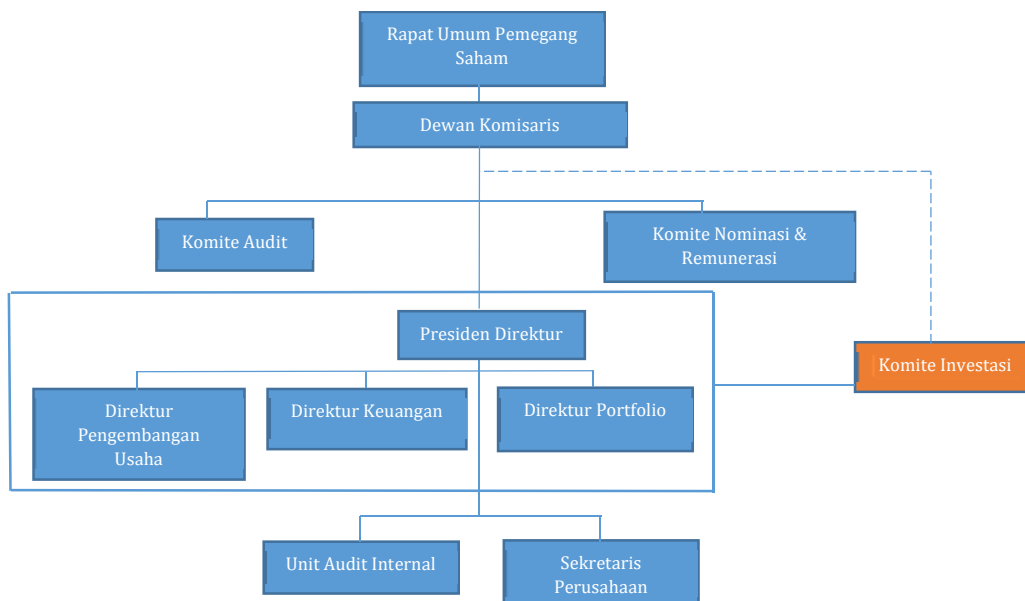 Rapat Umum Pemegang
Saham
Dewan Komisaris
Komite Audit
Komite Nominasi &
Remunerasi
Presiden Direktur
Komite Investasi
Direktur
Pengembangan
Usaha
Direktur Keuangan
Direktur Portfolio
Unit Audit Internal
Sekretaris
Perusahaan